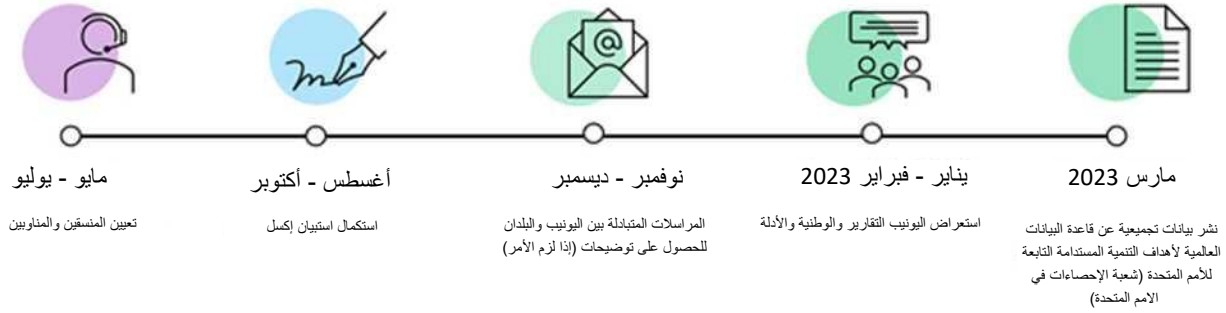 مايو - يوليو
تعيين المنسقين والمناوبين
أغسطس - أكتوبر
استكمال استبيان إكسل
نوفمبر - ديسمبر
المراسلات المتبادلة بين اليونيب والبلدان
للحصول على توضيحات (إذا لزم الأمر)
يناير - فبراير 2023
استعراض اليونيب التقارير والوطنية والأدلة
مارس 2023
نشر بيانات تجميعية عن قاعدة البيانات
العالمية لأهداف التنمية المستدامة التابعة
للأمم المتحدة (شعبة الإحصاءات في
الامم المتحدة)